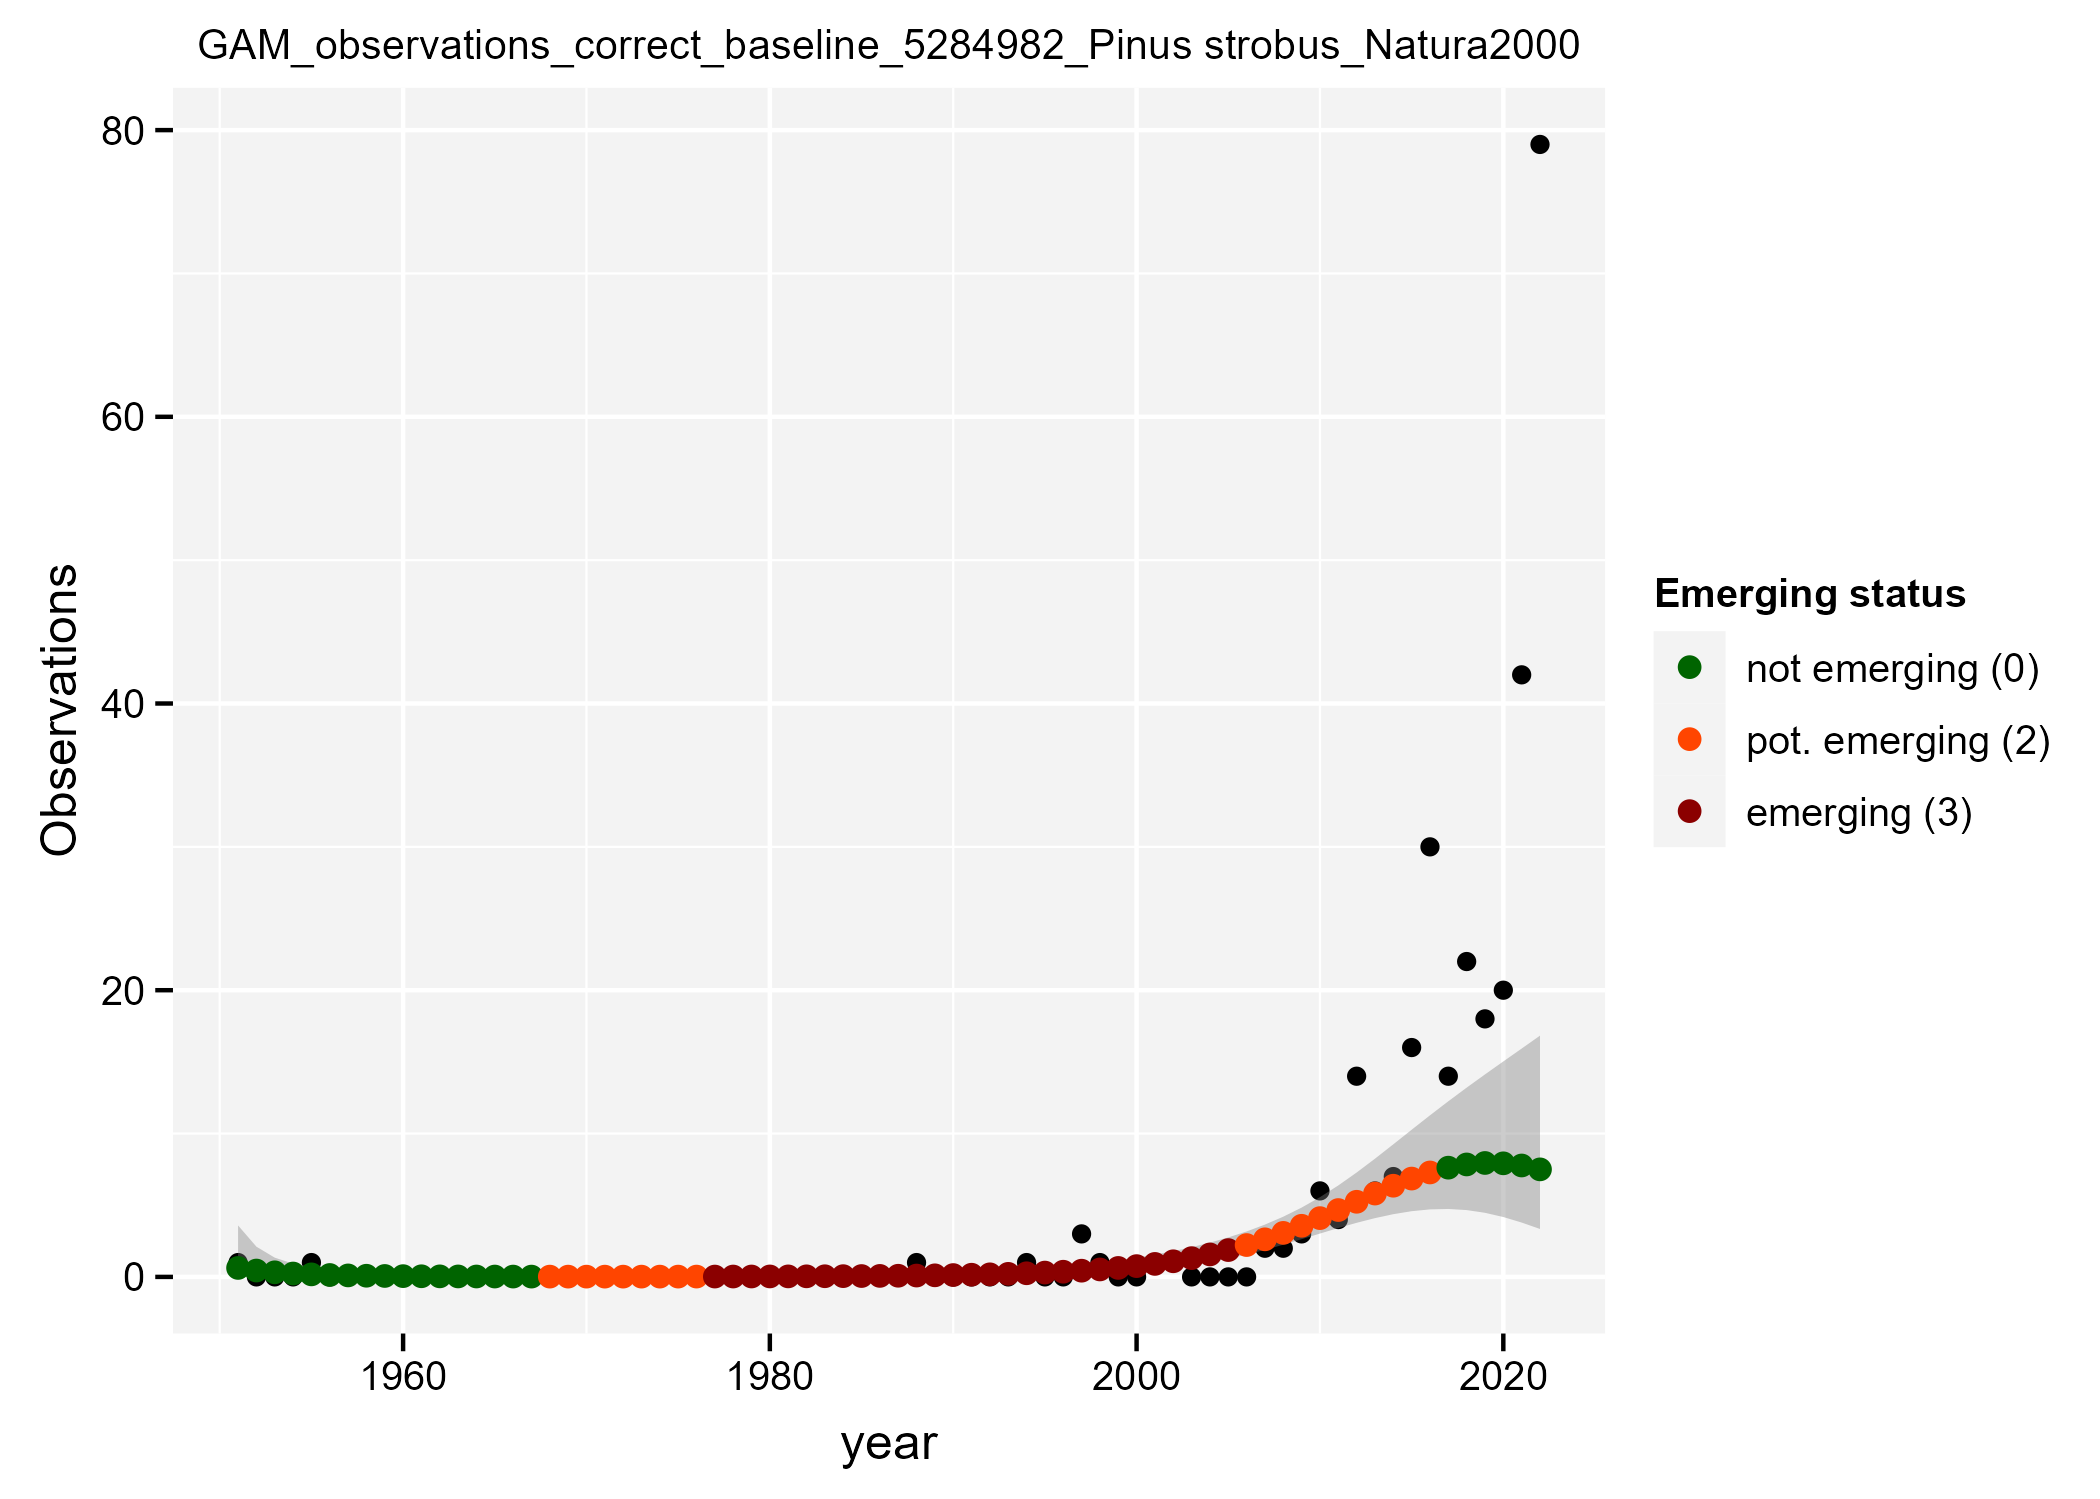 GAM_observations_correct_baseline_5284982_Pinus strobus_Natura2000
80
60
40
20
0
Observations
1960
1980
2000
2020
year
Emerging status
not emerging (0)
pot. emerging (2)
emerging (3)